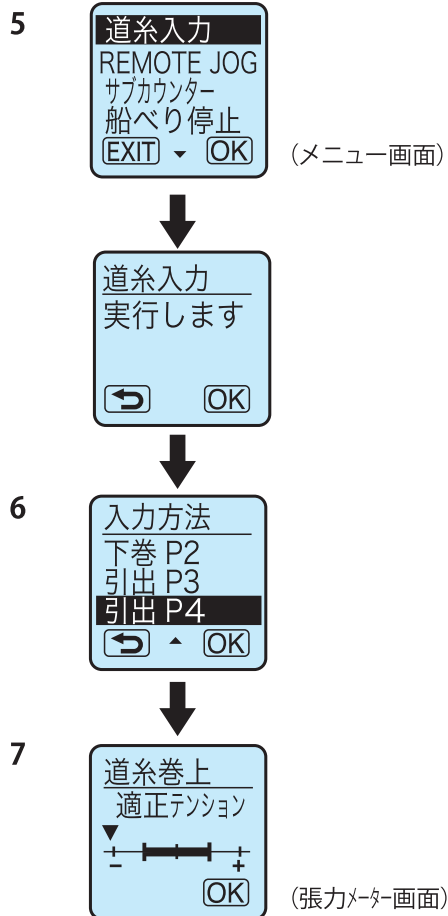 5
道糸入力
REMOTE JOG
サブカウンター
船べり停止
EXIT OK
(メニュー画面)
道糸入力
実行します
OK
6
入力方法
下巻 P2
引出 P3
引出 P4
OK
7
道糸巻上
適正テンション
- +
OK
(張力メーター画面)